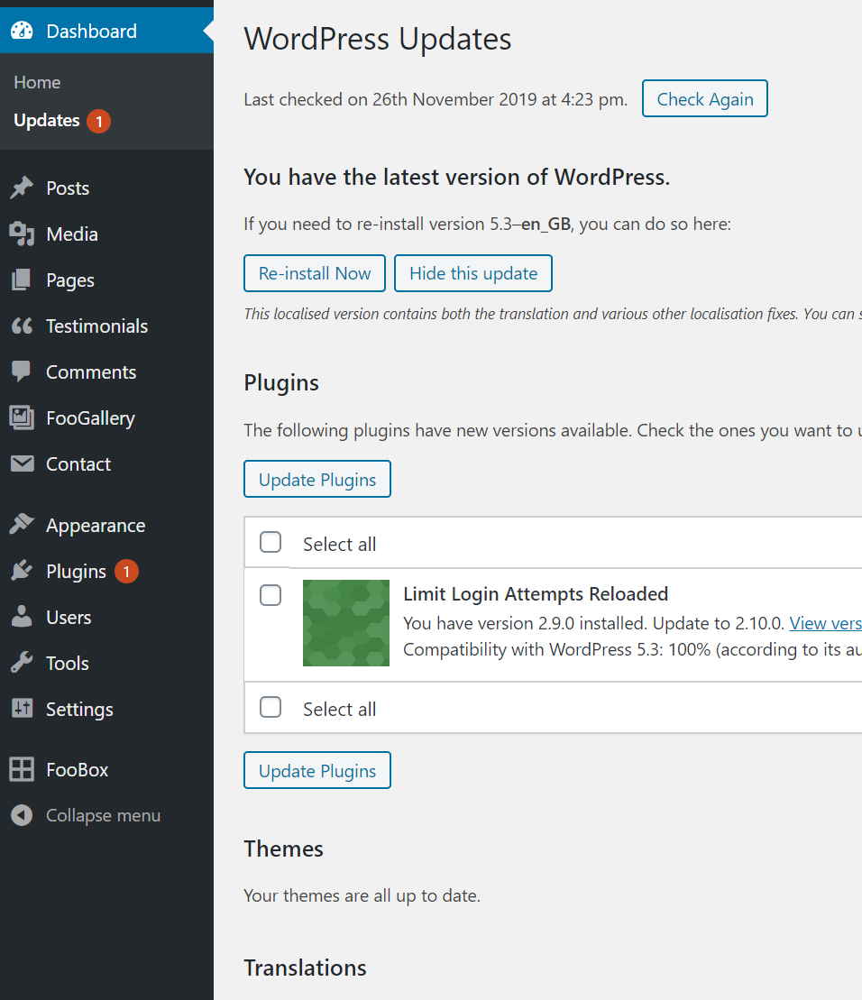 Dashboard
Home
Updates 1
Posts
Media
Pages
Testimonials
Comments
FooGallery
Contact
Appearance
Plugins 1
Users
Tools
Settings
FooBox
Collapse menu
WordPress Updates
Last checked on 26th November 2019 at 4:23 pm. Check Again
You have the latest version of WordPress.
If you need to re-install version 5.3–en_GB, you can do so here:
Re-install Now Hide this update
This localised version contains both the translation and various other localisation fixes. You can
Plugins
The following plugins have new versions available. Check the ones you want to
Update Plugins
Select all
Limit Login Attempts Reloaded
You have version 2.9.0 installed. Update to 2.10.0. View vers
Compatibility with WordPress 5.3: 100% (according to its au
Select all
Update Plugins
Themes
Your themes are all up to date.
Translations